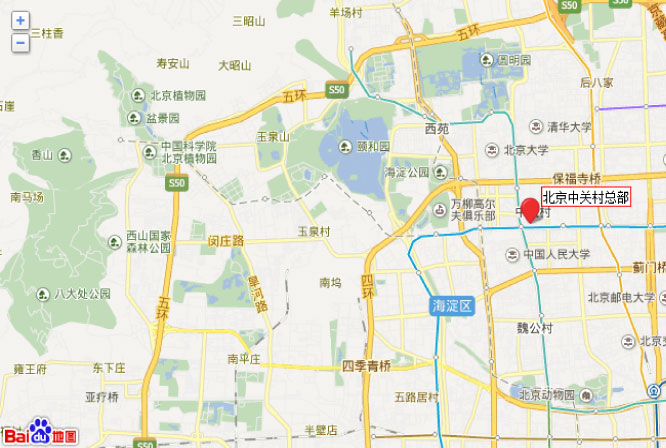 三柱香
三昭山
羊场村
S50
五环
寿安山
大昭山
圆明园
后八家
北京植物园
五环
S50
盆景园
玉泉山
西苑
清华大学
香山
中国科学院
北京植物园
颐和园
北京大学
海淀公园
保福寺桥
南马场
S50
万柳高尔
夫俱乐部
北京中关村总部
西山国家
森林公园
闵庄路
玉泉村
中国人民大学
蓟门桥
八大处公园
旱河路
南坞
四环
海淀区
北京邮电大学
五环
魏公村
南平庄
四季青桥
雍王府
东下庄
亚疗桥
五路居村
北京动物园
半壁店
Bai du 地图